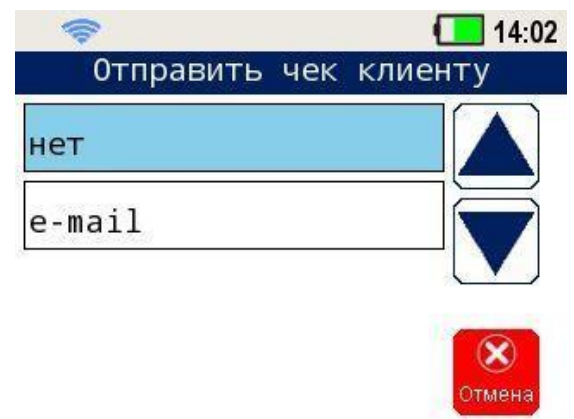 14:02
Отправить чек клиенту
нет
e-mail
Отмена